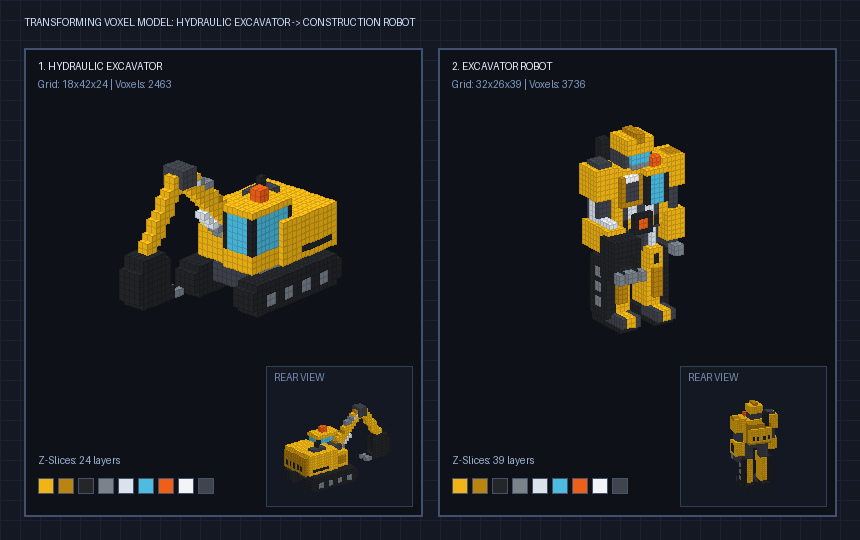 TRANSFORMING VOXEL MODEL: HYDRAULIC EXCAVATOR -> CONSTRUCTION ROBOT
1. HYDRAULIC EXCAVATOR
Grid: 18x42x24 | Voxels: 2463
REAR VIEW
Z-Slices: 24 layers
2. EXCAVATOR ROBOT
Grid: 32x26x39 | Voxels: 3736
REAR VIEW
Z-Slices: 39 layers